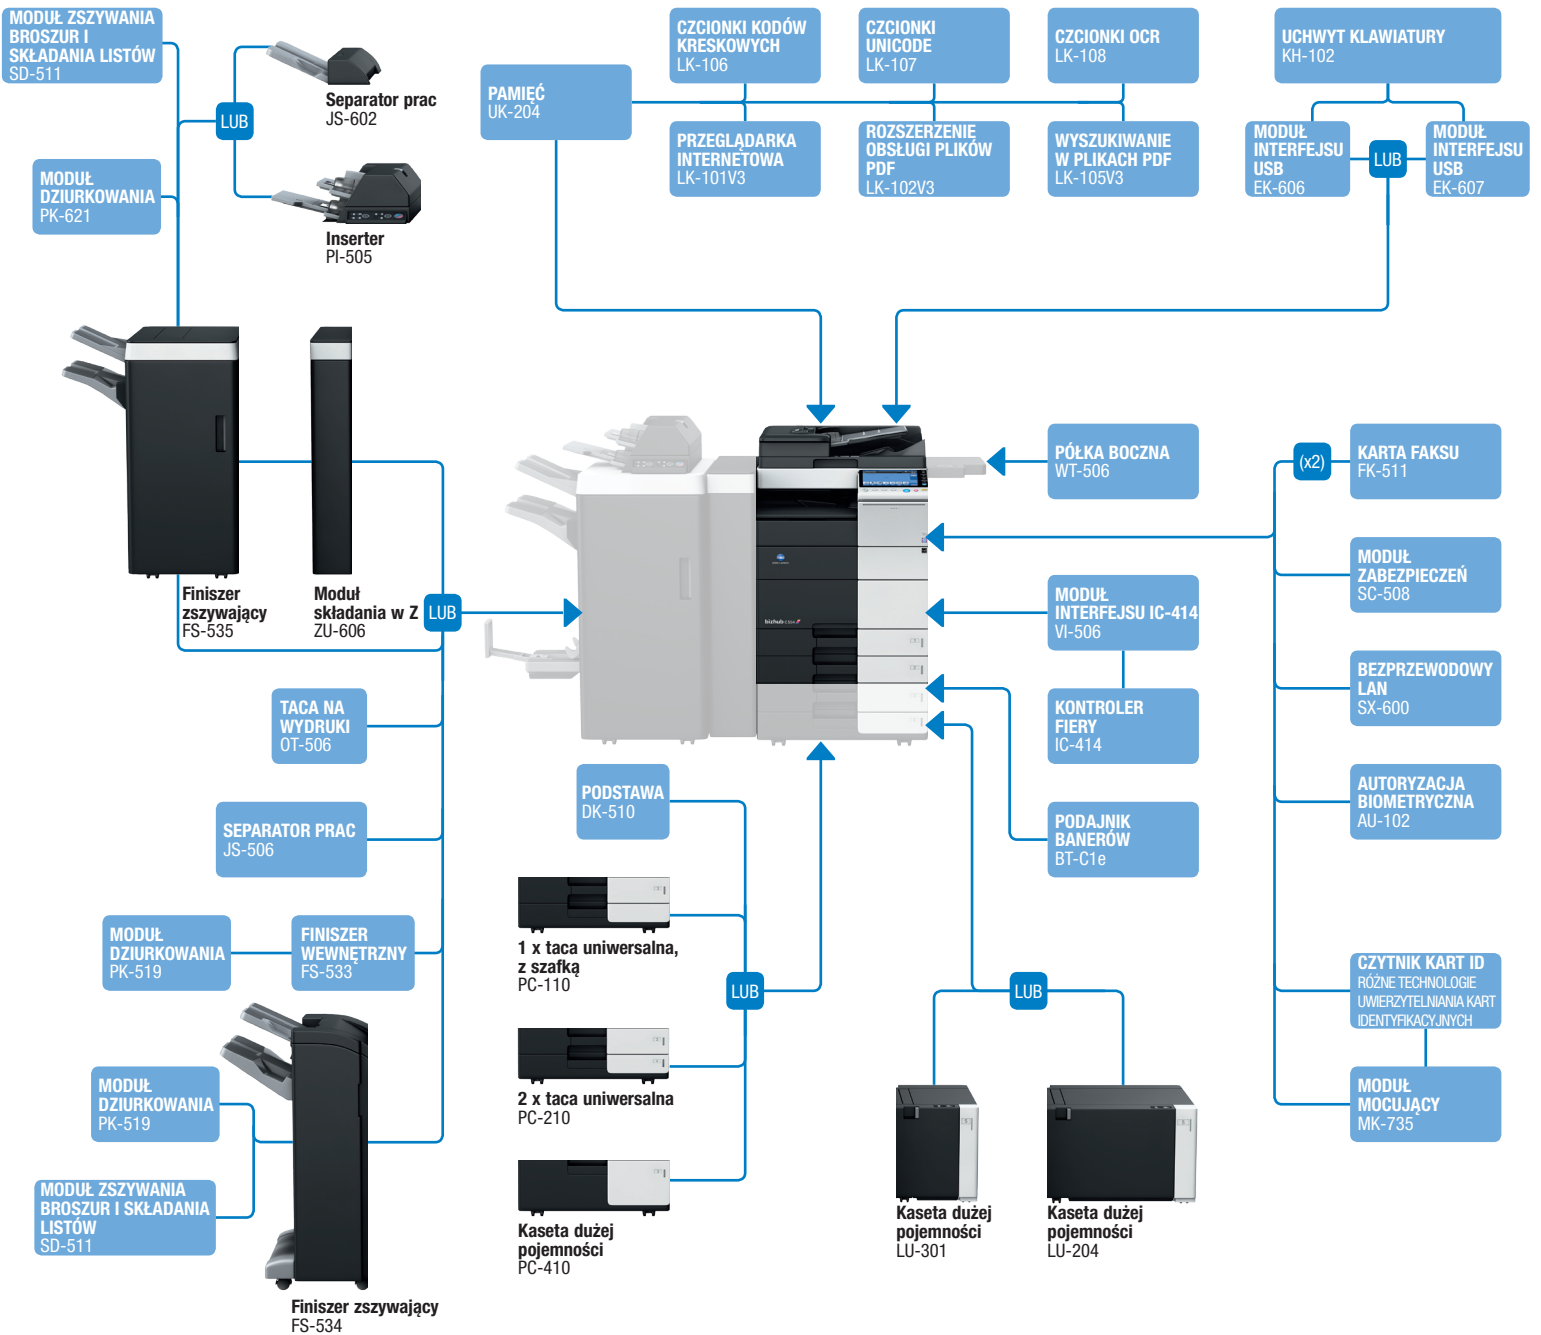 MODUŁ ZSZYWANIA
BROSZUR I
SKŁADANIA LISTÓW
SD-511
LUB
Separator prac
JS-602
MODUŁ
DZIURKOWANIA
PK-621
Inserter
PI-505
PAMIĘĆ
UK-204
CZCIONKI KODÓW
KRESKOWYCH
LK-106
CZCIONKI
UNICODE
LK-107
CZCIONKI OCR
LK-108
PRZEGLĄDARKA
INTERNETOWA
LK-101V3
ROZSZERZENIE
OBSŁUGI PLIKÓW
PDF
LK-102V3
WYSZUKIWANIE
W PLIKACH PDF
LK-105V3
UCHWYT KLAWIATURY
KH-102
MODUŁ
INTERFEJSU
USB
EK-606
LUB
MODUŁ
INTERFEJSU
USB
EK-607
Finiszer
zszywający
FS-535
Moduł
składania w Z
ZU-606
LUB
bizhub C554e
PÓŁKA BOCZNA
WT-506
(x2)
KARTA FAKSU
FK-511
MODUŁ
ZABEZPIECZEŃ
SC-508
MODUŁ
INTERFEJSU IC-414
VI-506
BEZPRZEWODOWY
LAN
SX-600
KONTROLER
FIERY
IC-414
AUTORYZACJA
BIOMETRYCZNA
AU-102
PODAJNIK
BANERÓW
BT-C1e
TACA NA
WYDRUKI
OT-506
SEPARATOR PRAC
JS-506
MODUŁ
DZIURKOWANIA
PK-519
FINISZER
WEWNĘTRZNY
FS-533
MODUŁ
DZIURKOWANIA
PK-519
MODUŁ ZSZYWANIA
BROSZUR I SKŁADANIA
LISTÓW
SD-511
Finiszer zszywający
FS-534
PODSTAWA
DK-510
1 x taca uniwersalna,
z szafką
PC-110
LUB
2 x taca uniwersalna
PC-210
Kaseta dużej
pojemności
PC-410
LUB
Kaseta dużej
pojemności
LU-301
Kaseta dużej
pojemności
LU-204
CZYTNIK KART ID
RÓŻNE TECHNOLOGIE
UWIERZYTELNIANIA KART
IDENTYFIKACYJNYCH
MODUŁ
MOCUJĄCY
MK-735